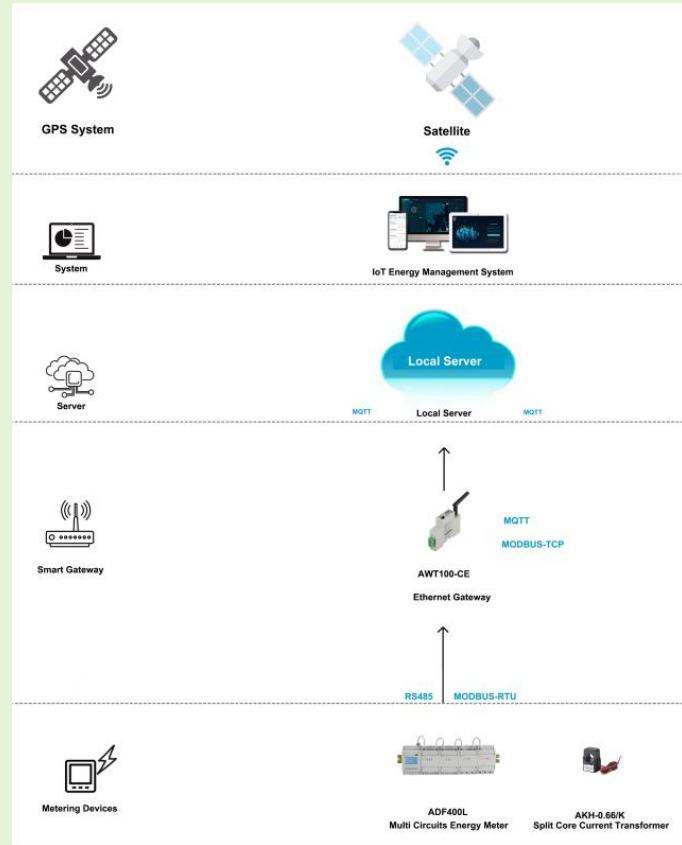 GPS System
Satellite
System
IoT Energy Management System
Local Server
Server
MQTT
Local Server
MQTT
MQTT
MODBUS-TCP
Smart Gateway
AWT100-CE
Ethernet Gateway
RS485
MODBUS-RTU
Metering Devices
ADF400L
Multi Circuits Energy Meter
AKH-0.66/K
Split Core Current Transformer